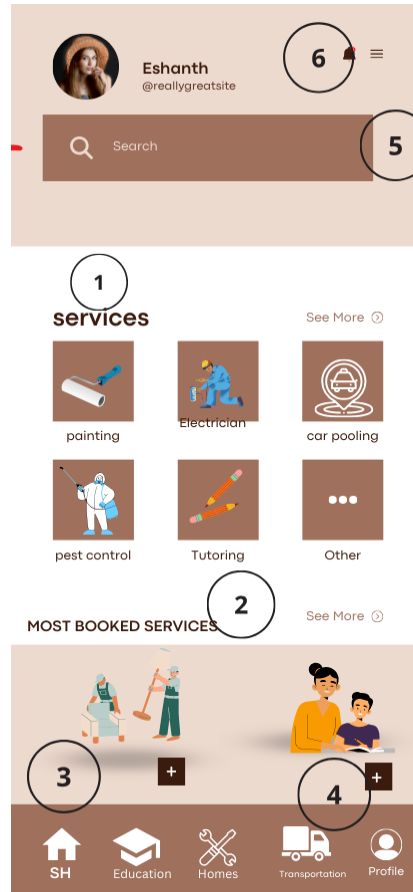 6
Eshanth
@reallygreatsite
Search
5
1
services
See More
painting
Electrician
car pooling
pest control
Tutoring
Other
2
See More
MOST BOOKED SERVICES
3
+
4
+
SH
Education
Homes
Transportation
Profile